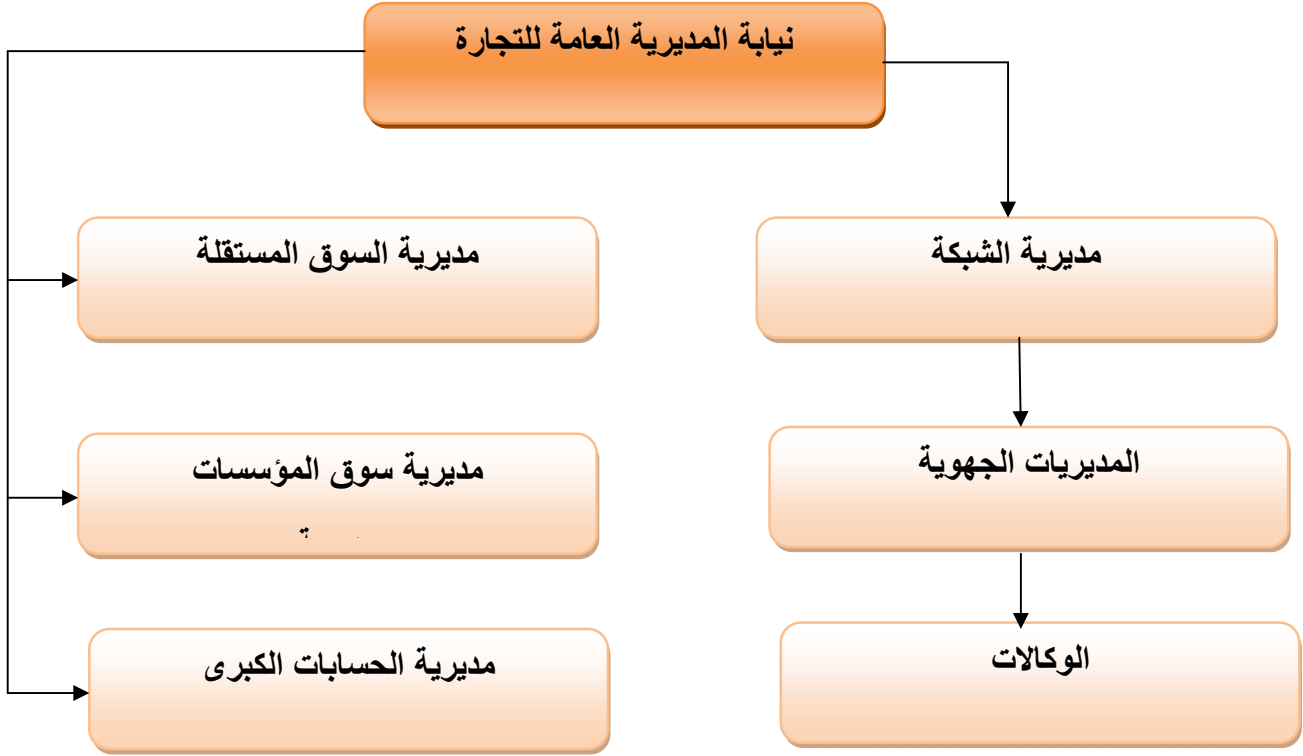 نيابة المديرية العامة للتجارة
مديرية الشبكة
مديرية السوق المستقلة
المديريات الجهوية
مديرية سوق المؤسسات
الوكالات
مديرية الحسابات الكبرى